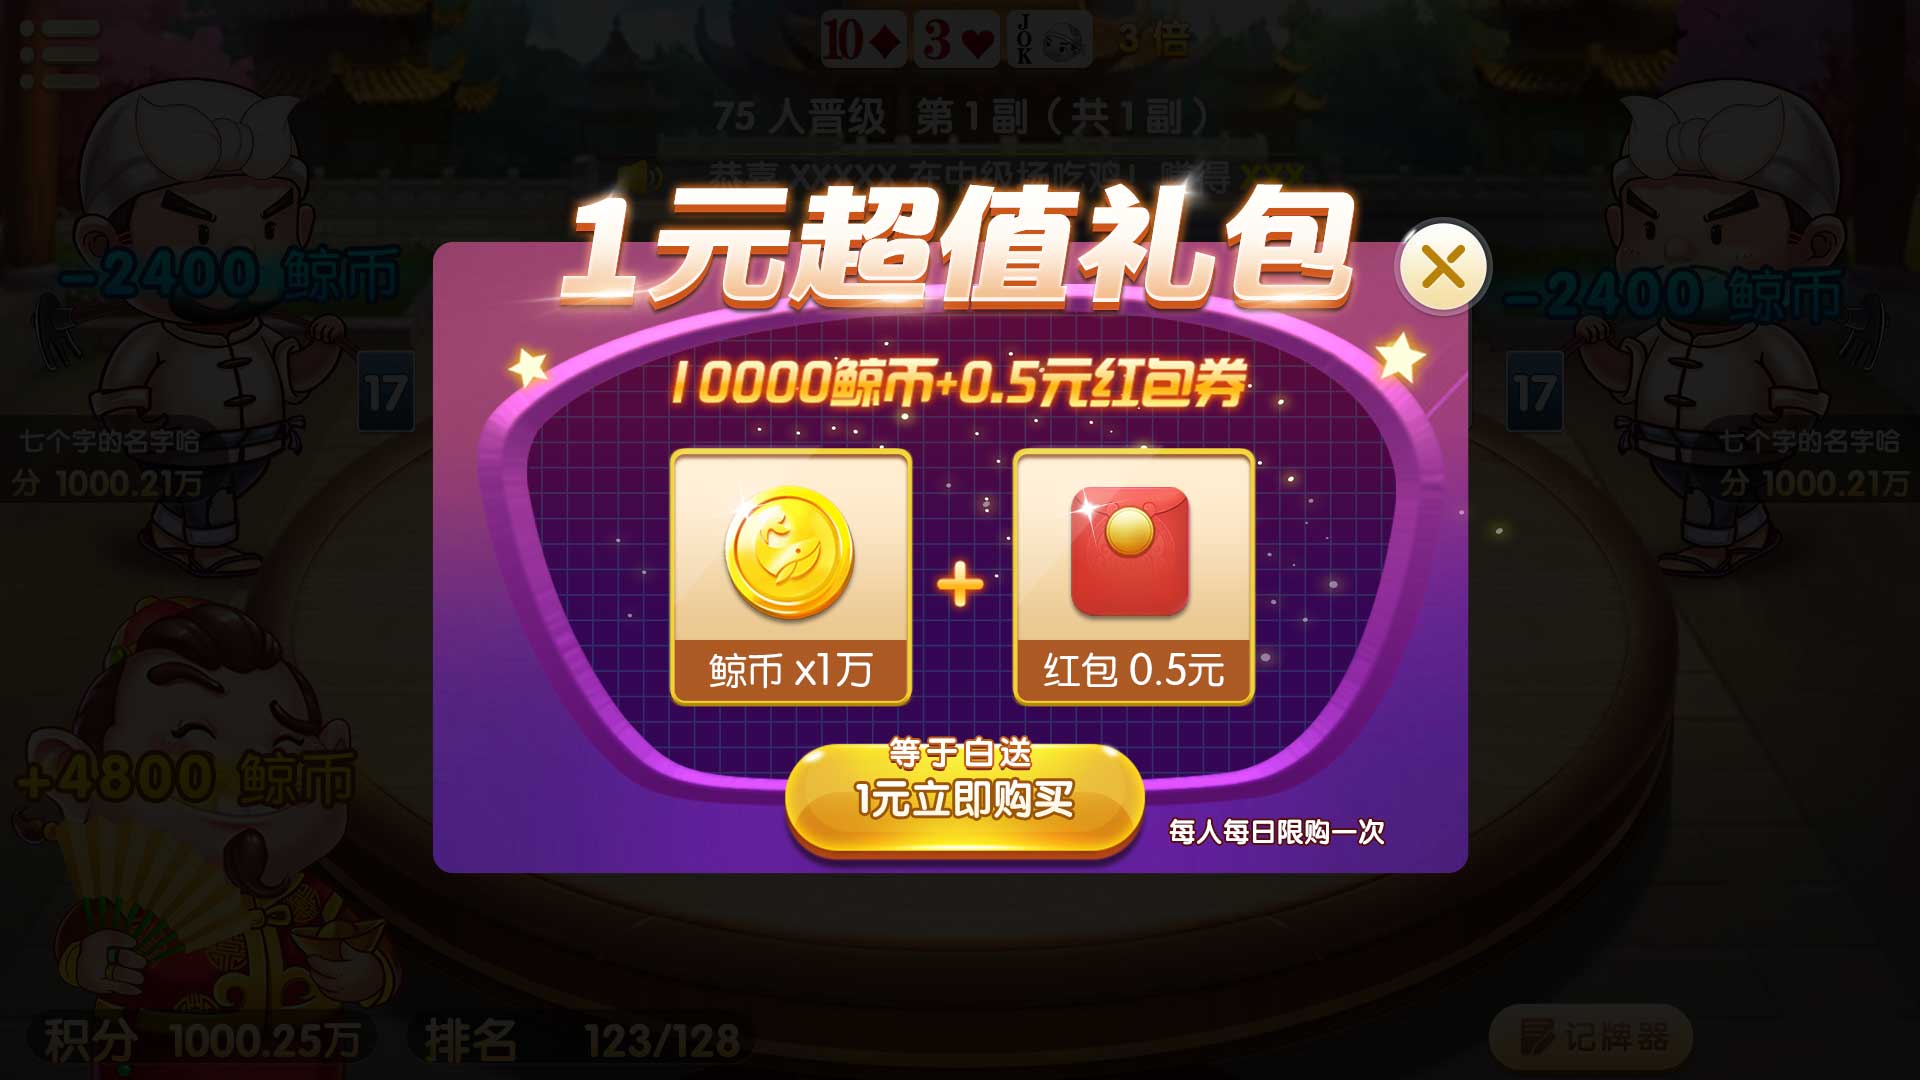 10 3 JOK 3 倍
75 人晋级 第1副（共1副）
恭喜 XXXXX 在中级场吃鸡！赠得 XXX
1元超值礼包
-2400 鲸币
-2400 鲸币
10000鲸币+0.5元红包券
17
17
七个字的名字哈
分 1000.21万
七个字的名字哈
分 1000.21万
鲸币 x1万
+
红包 0.5元
等于白送
1元立即购买
每人每日限购一次
+4800 鲸币
积分 1000.25万
排名 123/128
记牌器